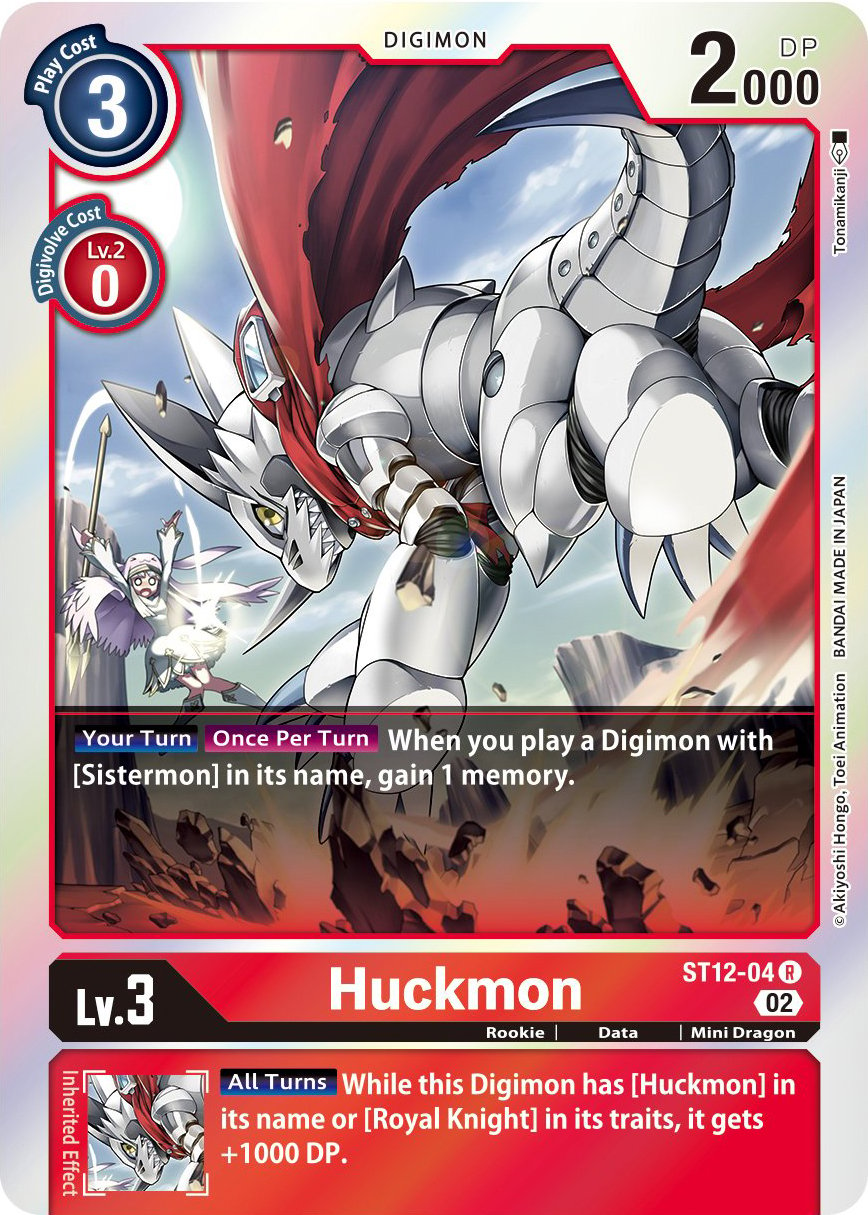 Play Cost
3
DIGIMON
2000
DP
Digivolve Cost
Lv.2
0
Tonamikanji
BANDAI MADE IN JAPAN
©Akiyoshi Hongo, Toei Animation
Your Turn Once Per Turn When you play a Digimon with
[Sistermon] in its name, gain 1 memory.
Lv.3
Huckmon
ST12-04 R
02
Rookie | Data | Mini Dragon
Inherited Effect
All Turns While this Digimon has [Huckmon] in
its name or [Royal Knight] in its traits, it gets
+1000 DP.